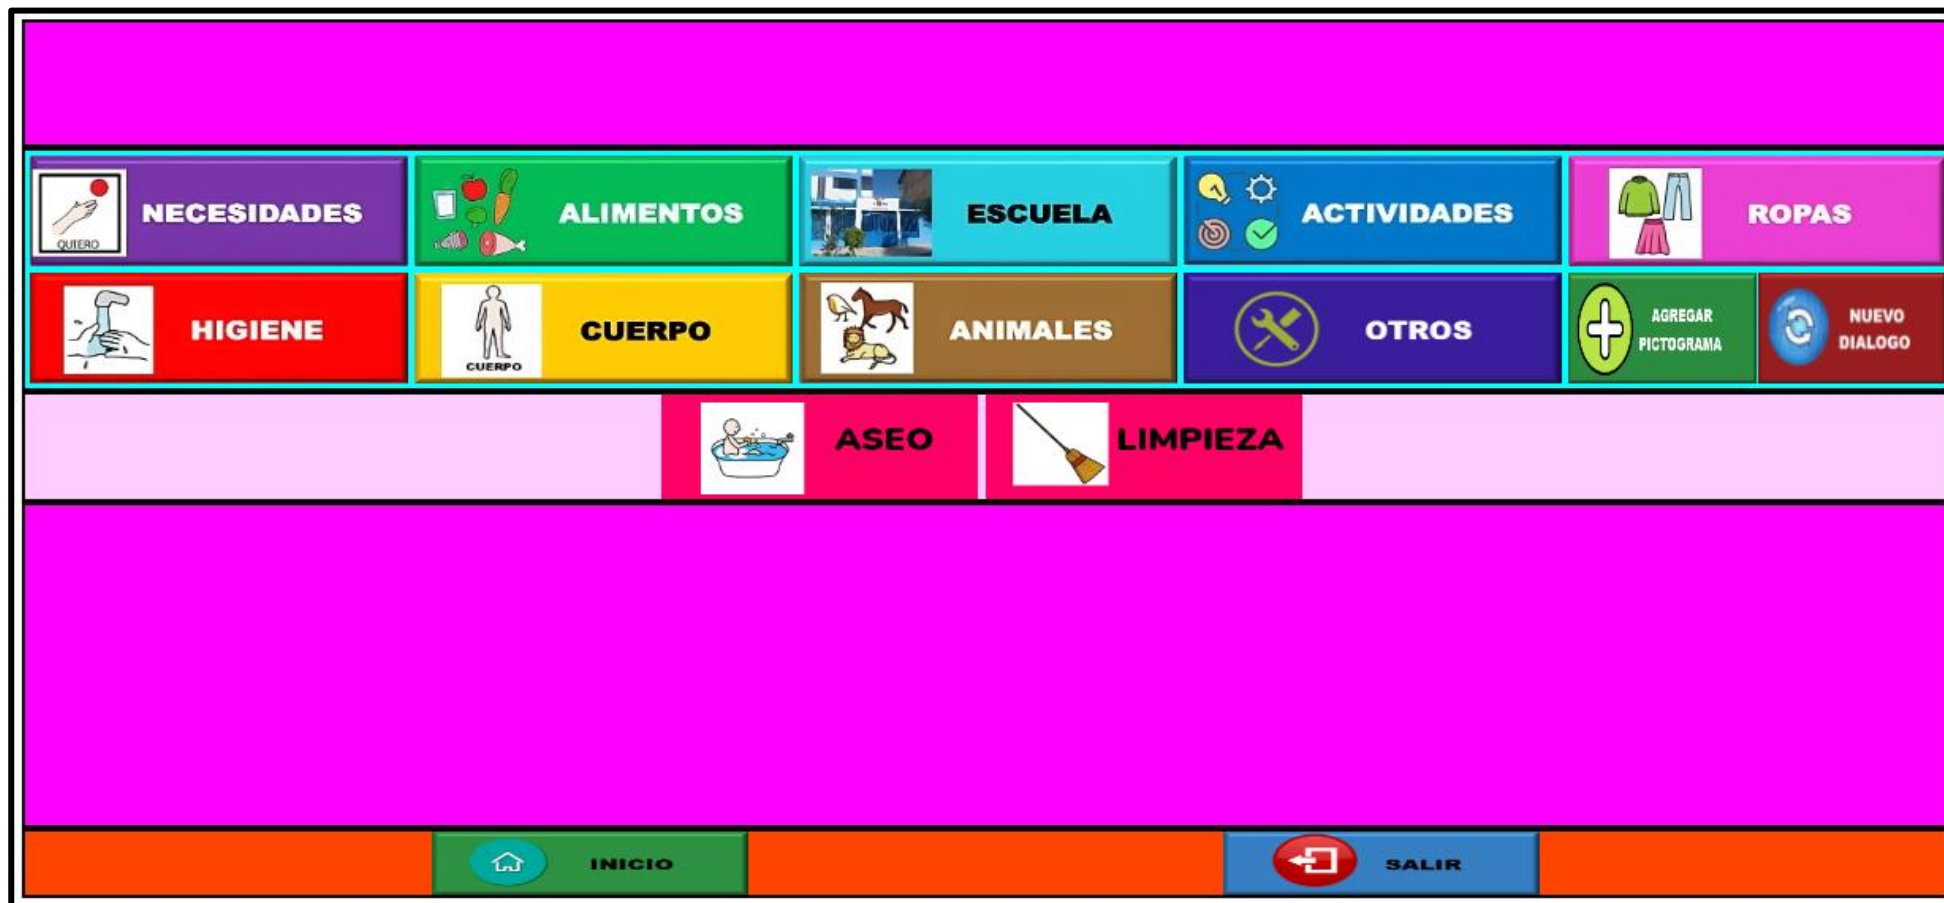 QUIERO
NECESIDADES
ALIMENTOS
ESCUELA
ACTIVIDADES
ROPAS
HIGIENE
CUERPO
CUERPO
ANIMALES
OTROS
AGREGAR
PICTOGRAMA
NUEVO
DIALOGO
ASEO
LIMPIEZA
INICIO
SALIR